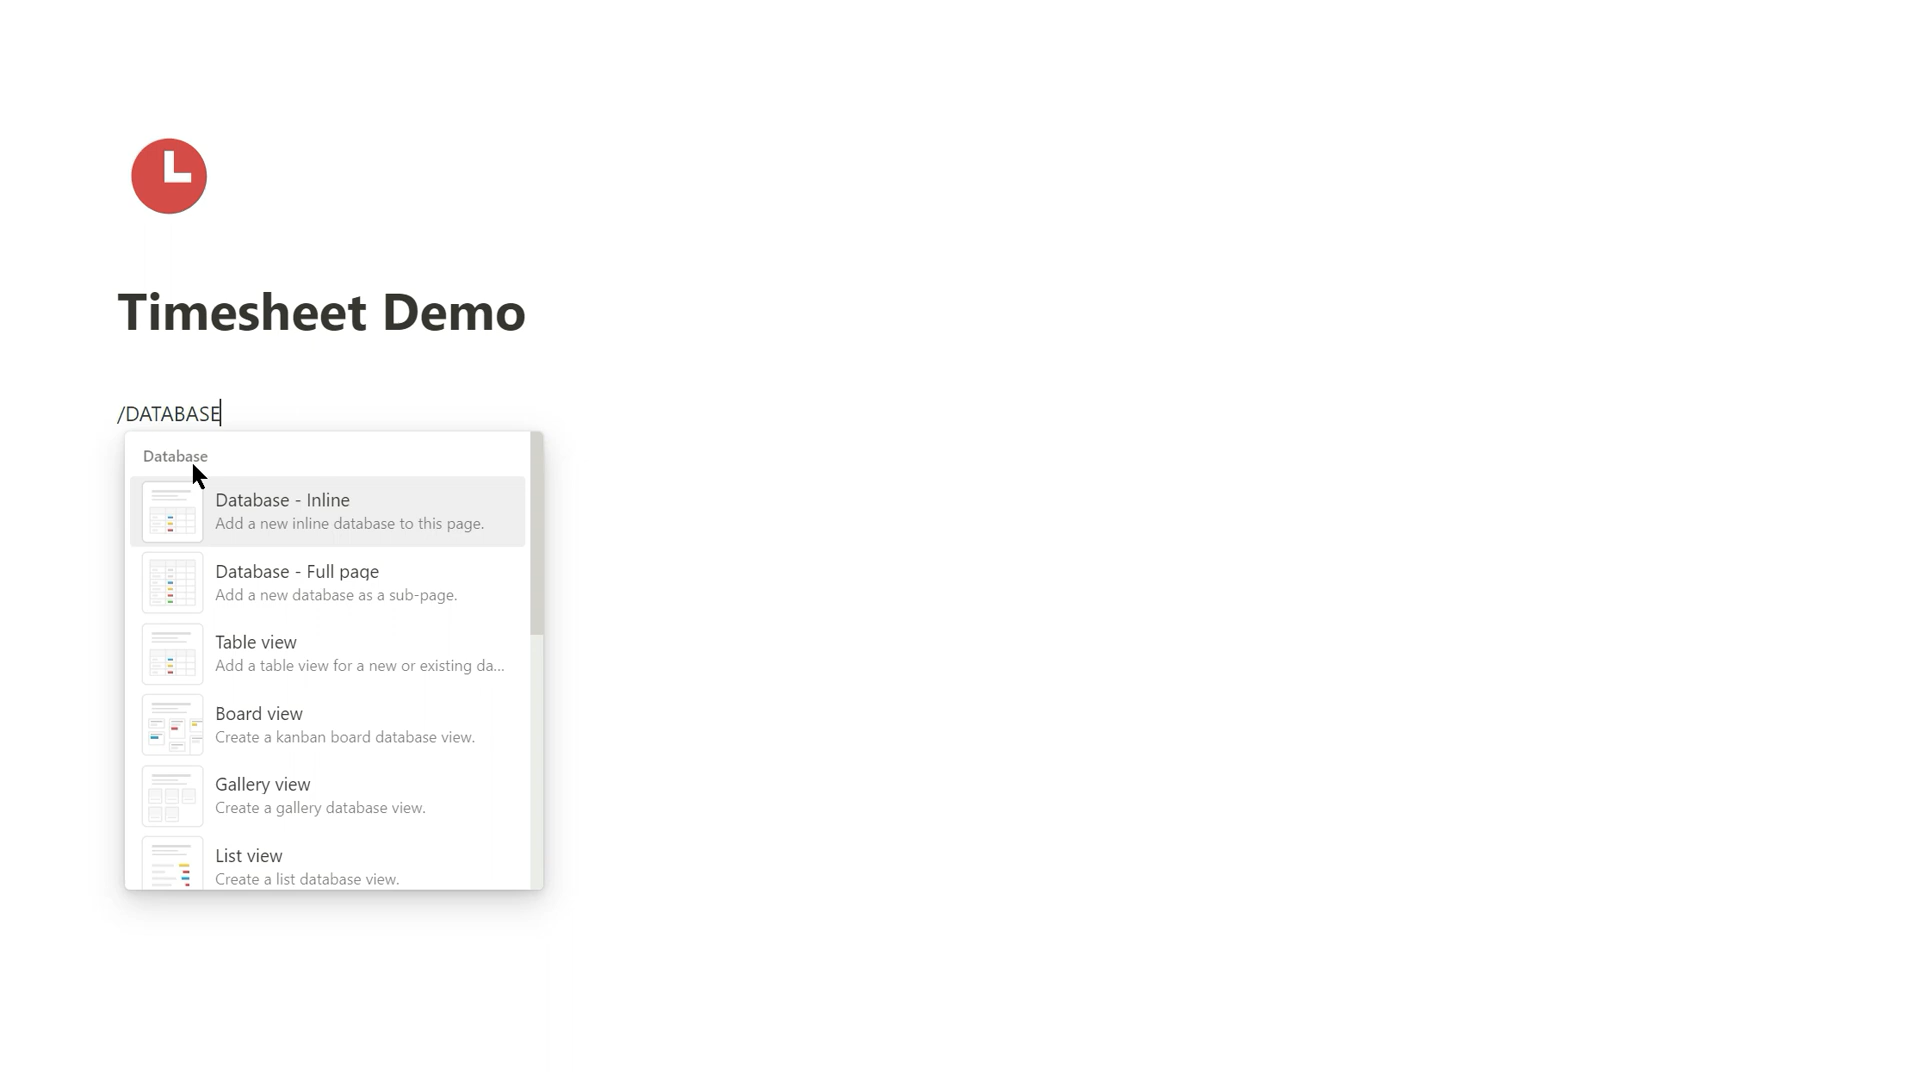 Timesheet Demo
/DATABASE
Database
Database - Inline
Add a new inline database to this page.
Database - Full page
Add a new database as a sub-page.
Table view
Add a table view for a new or existing da...
Board view
Create a kanban board database view.
Gallery view
Create a gallery database view.
List view
Create a list database view.